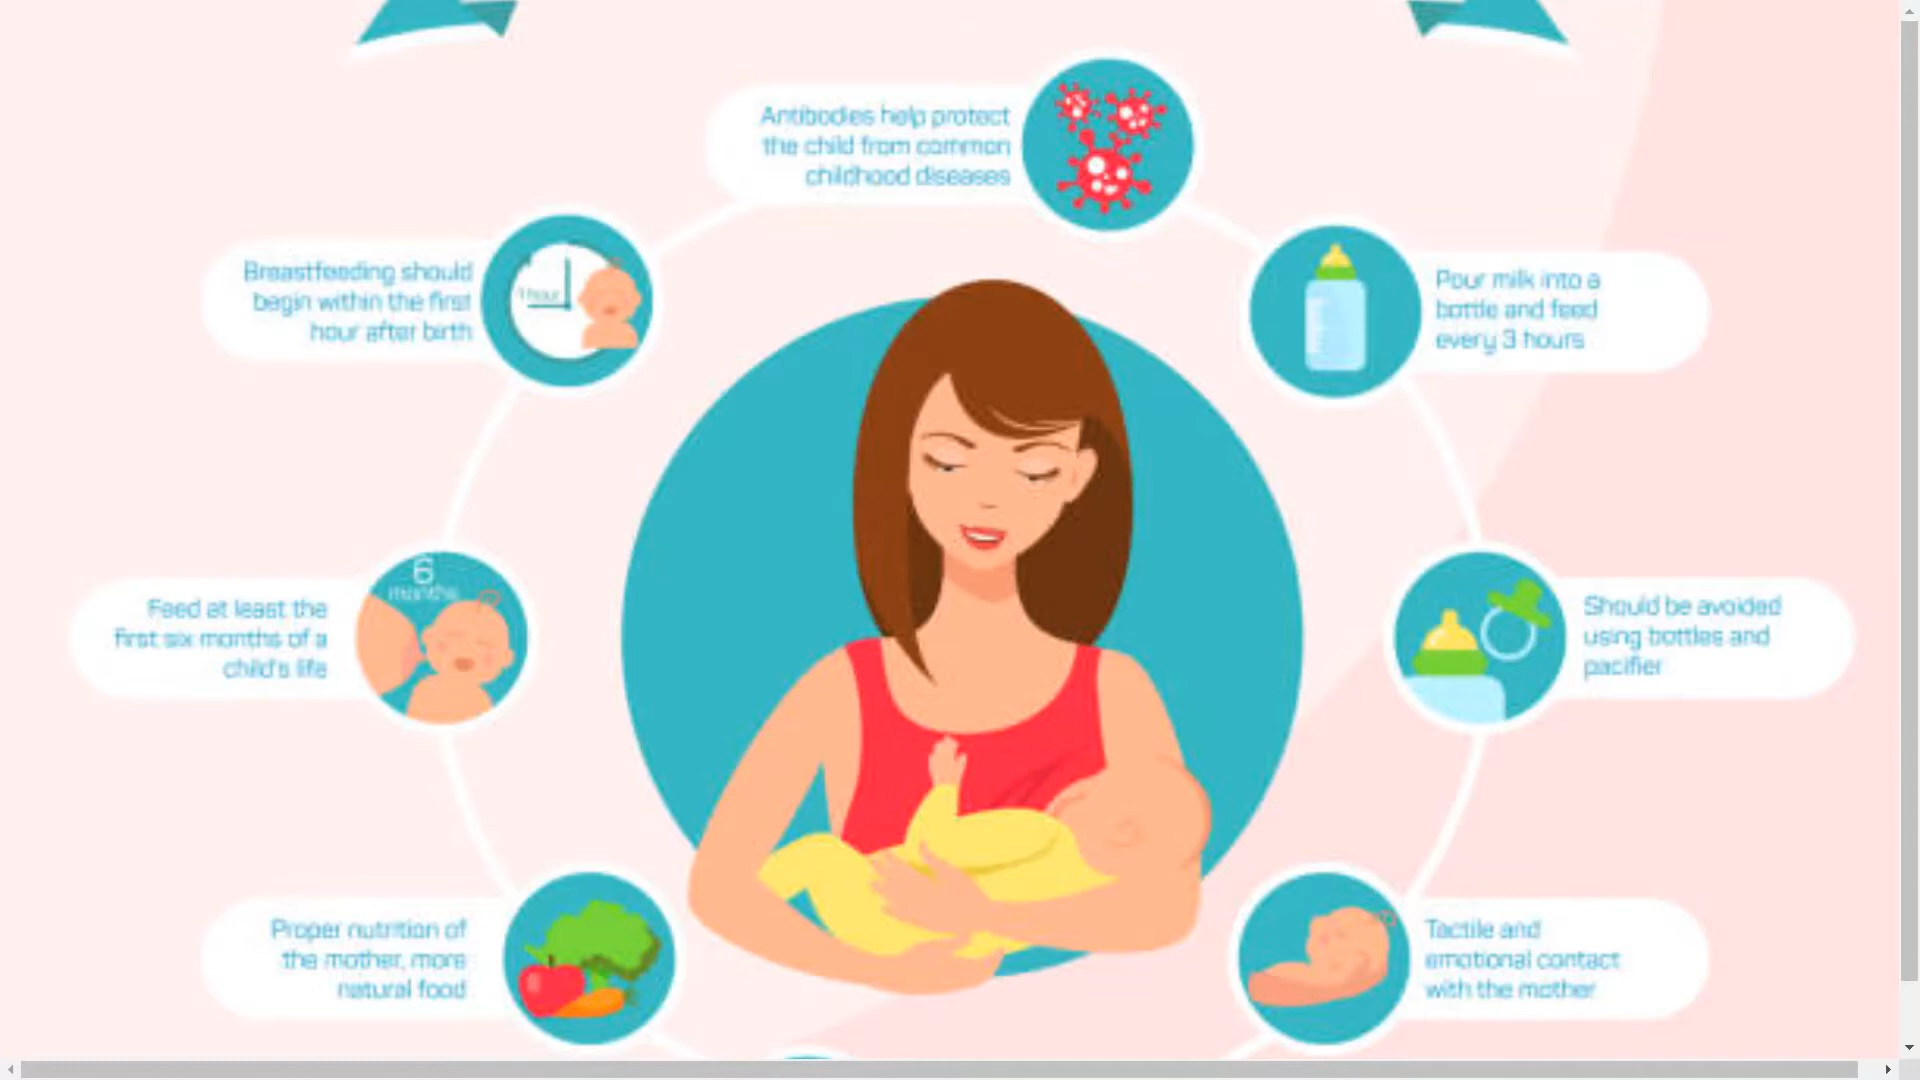 Antibodies help protect
the child from common
childhood diseases
Breastfeeding should
begin within the first
hour after birth
1 hour
Pour milk into a
bottle and feed
every 3 hours
6
months
Feed at least the
first six months of a
child's life
Should be avoided
using bottles and
pacifier
Proper nutrition of
the mother, more
natural food
Tactile and
emotional contact
with the mother